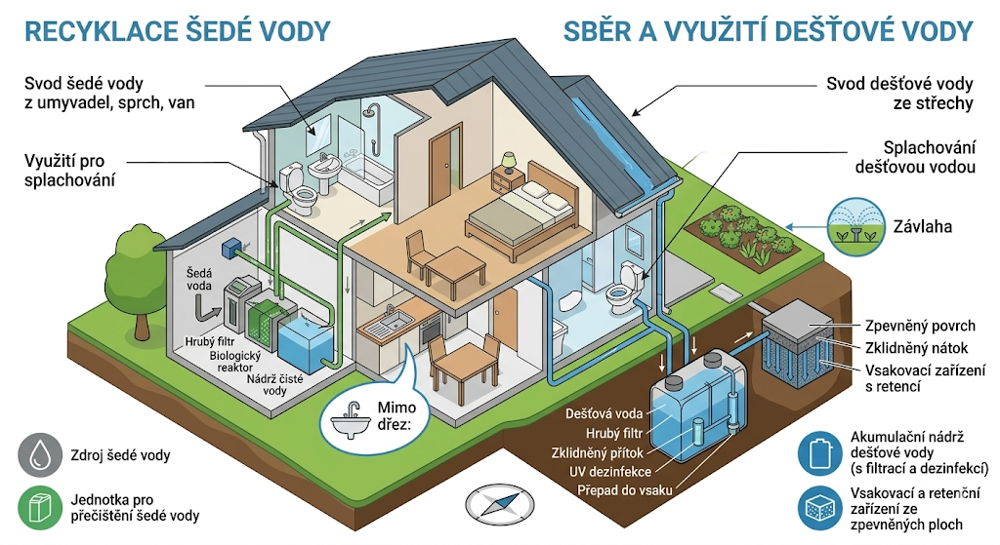 RECYKLACE ŠEDÉ VODY
SBĚR A VYUŽITÍ DEŠŤOVÉ VODY
Svod šedé vody
z umyvadel, sprch, van
Využití pro
splachování
Svod dešťové vody
ze střechy
Splachování
dešťovou vodou
Závlaha
Šedá
voda
Hrubý filtr
Biologický
reaktor
Nádrž čisté
vody
Mimo
dřez:
Zpevněný povrch
Zklidněný nátok
Vsakovací zařízení
s retencí
Dešťová voda
Hrubý filtr
Zklidněný přítok
UV dezinfekce
Přepad do vsaku
Zdroj šedé vody
Jednotka pro
přečištění šedé vody
Akumulační nádrž
dešťové vody
(s filtrací a dezinfekcí)
Vsakovací a retenční
zařízení ze
zpevněných ploch